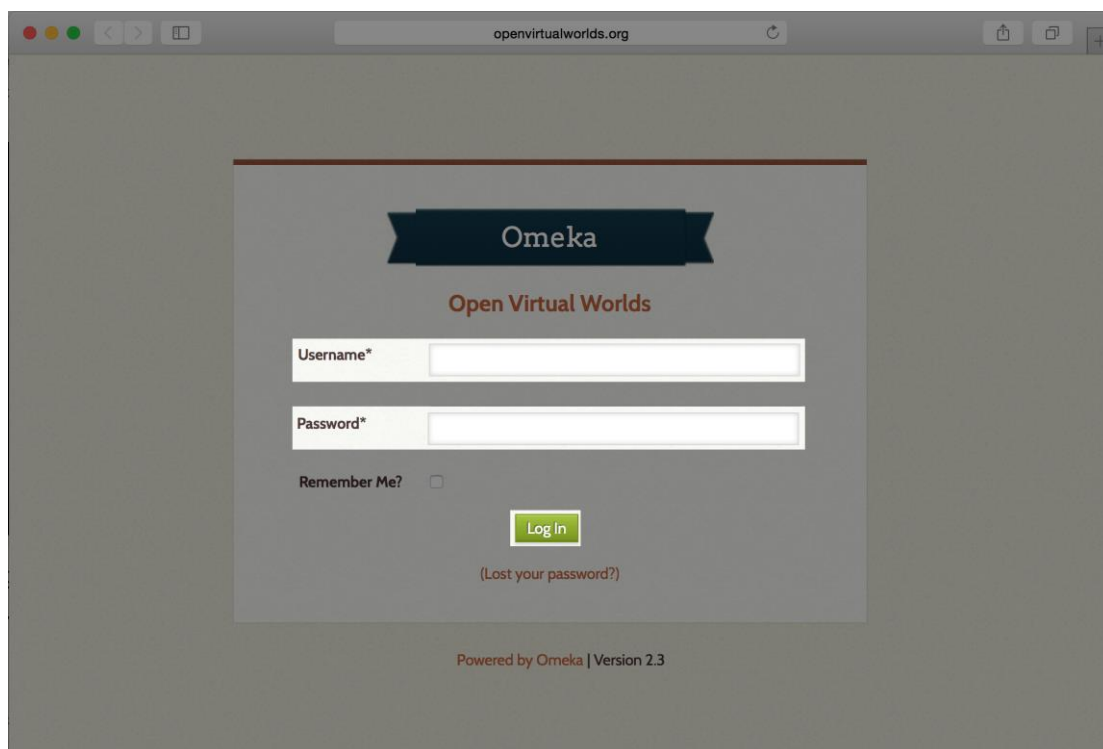 openvirtualworlds.org
Omeka
Open Virtual Worlds
Username*
Password*
Remember Me?
Log In
(Lost your password?)
Powered by Omeka | Version 2.3